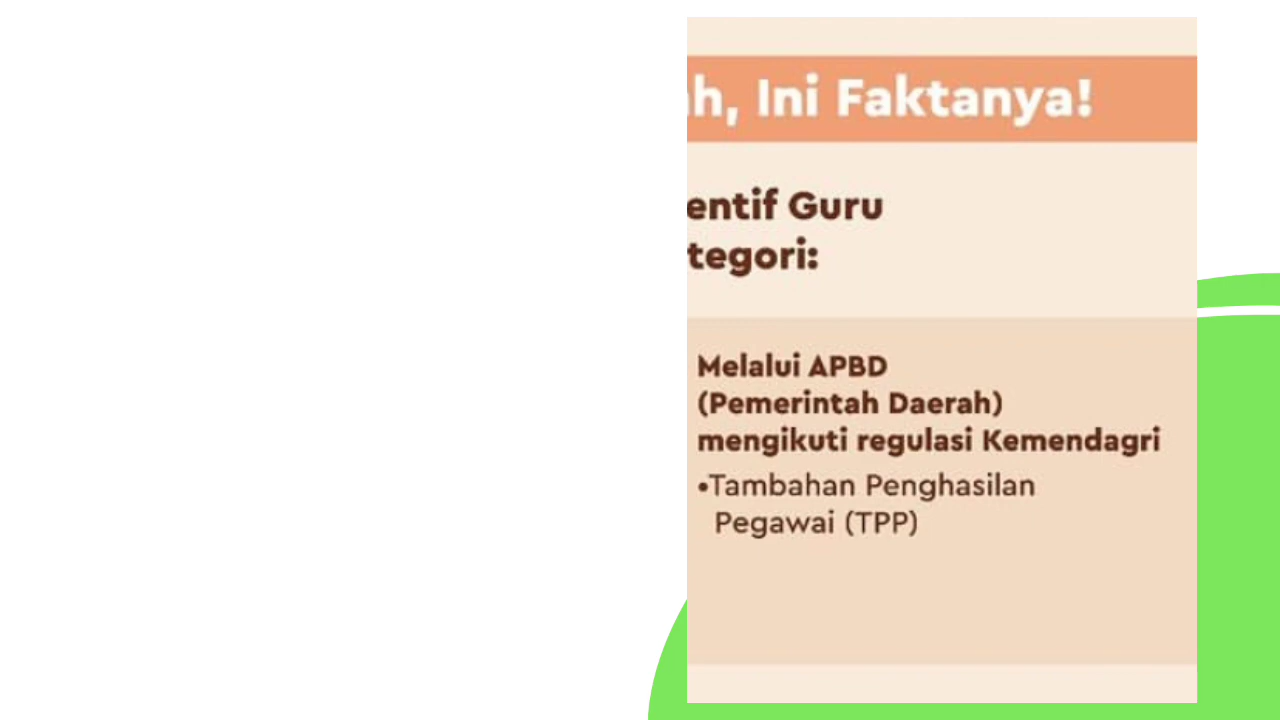 h, Ini Faktanya!
entif Guru
tegori:
Melalui APBD
(Pemerintah Daerah)
mengikuti regulasi Kemendagri
•Tambahan Penghasilan
Pegawai (TPP)